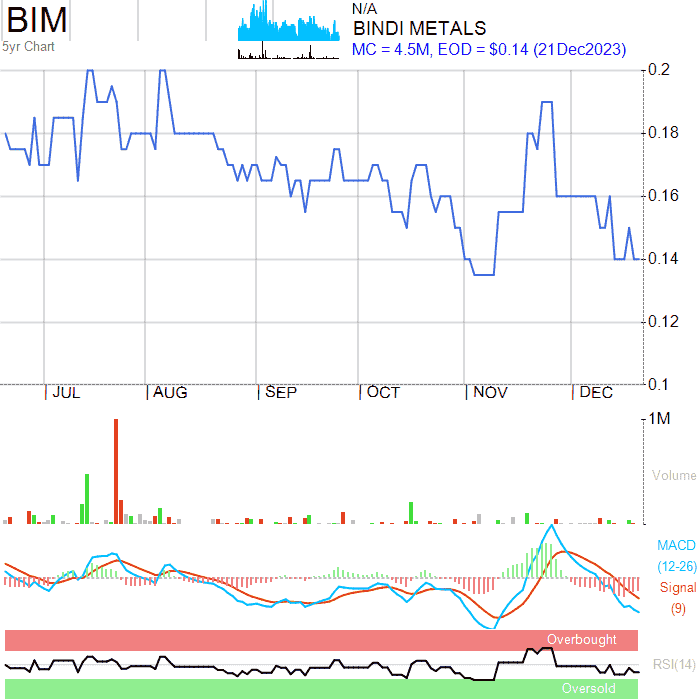 BIM
5yr Chart
N/A
BINDI METALS
MC = 4.5M, EOD = $0.14 (21Dec2023)
0.2
0.18
0.16
0.14
0.12
0.1
JUL AUG SEP OCT NOV DEC
1M
Volume
MACD
(12-26)
Signal
(9)
Overbought
RSI(14)
Oversold